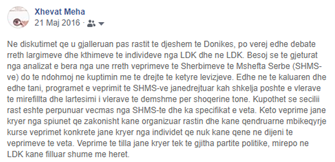 Xhevat Meha
21 Maj 2016
Ne diskutimet qe u gjalleruan pas rastit te djeshem te Donikes, po verej edhe debate
rreth largimeve dhe kthimeve te individeve nga LDK dhe ne LDK. Besoj se te gjeturat
nga analizat e bera nga une rreth veprimeve te Sherbimeve te Mshefta Serbe (SHMS-
ve) do te ndohmoj ne kuptimin me te drejte te ketyre levizjeve. Edhe ne te kaluaren dhe
edhe tani, programet e veprimit te SHMS-ve janedrejtuar kah shkelja poshte e vlerave
te mirefillta dhe lartesimi i vlerave te demshme per shoqerine tone. Kupothet se secilii
rast eshte perpunuar vecmas nga SHMS-te dhe ka specifikat e veta. Keto veprime jane
kryer nga spiunet qe zakonisht kane organizuar rastin dhe kane qendruarne mbikeqyrje
kurse veprimet konkrete jane kryer nga individet qe nuk kane qene ne dijeni te
veprimeve te veta. Veprime te tilla jane kryer tek te gjitha partite politike, mirepo ne
LDK kane filluar shume me heret.